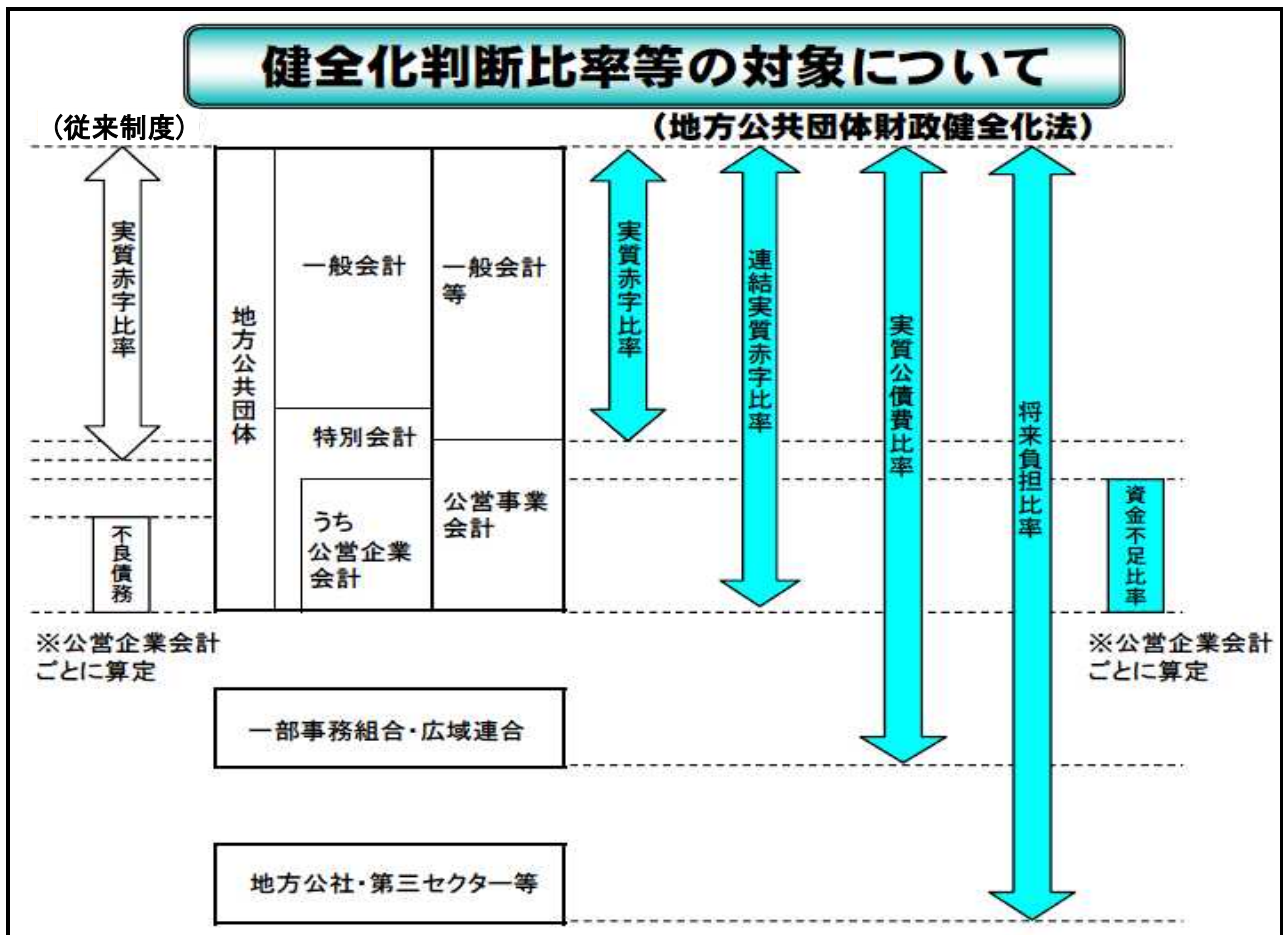 健全化判断比率等の対象について
(従来制度)
(地方公共団体財政健全化法)
実質赤字比率
不良債務
※公営企業会計
ごとに算定
地方公共団体
一般会計
特別会計
うち
公営企業
会計
一般会計
等
公営事業
会計
一部事務組合・広域連合
地方公社・第三セクター等
実質赤字比率
連結実質赤字比率
実質公債費比率
将来負担比率
資金不足比率
※公営企業会計
ごとに算定